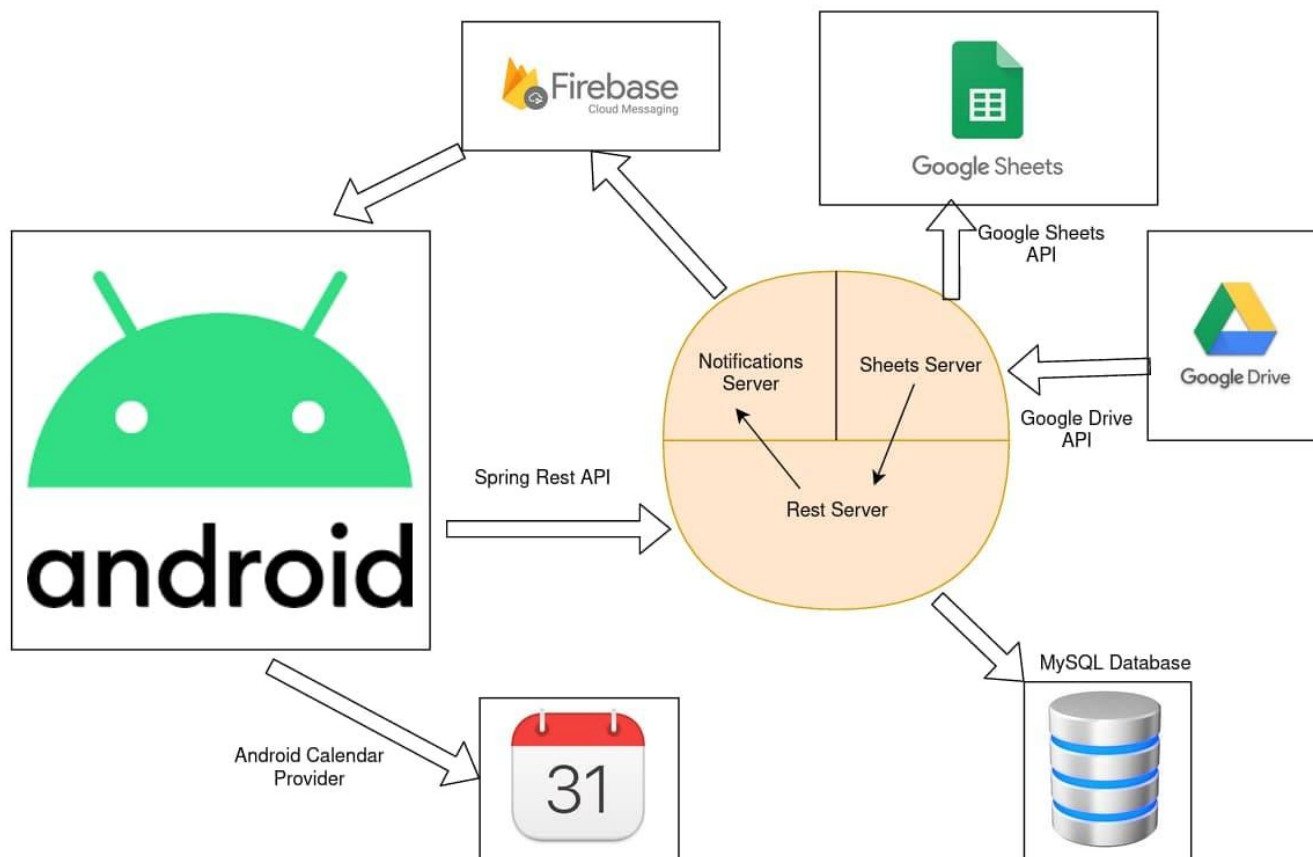 Firebase
Cloud Messaging
Google Sheets
Google Sheets
API
Notifications
Server
Sheets Server
Google Drive
Google Drive
API
Spring Rest API
Rest Server
android
MySQL Database
Android Calendar
Provider
31